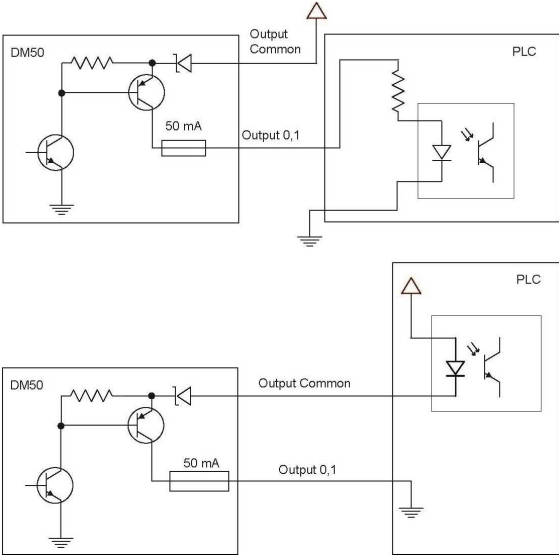 Output
Common
DM50
PLC
50 mA
Output 0,1
PLC
DM50
Output Common
50 mA
Output 0,1